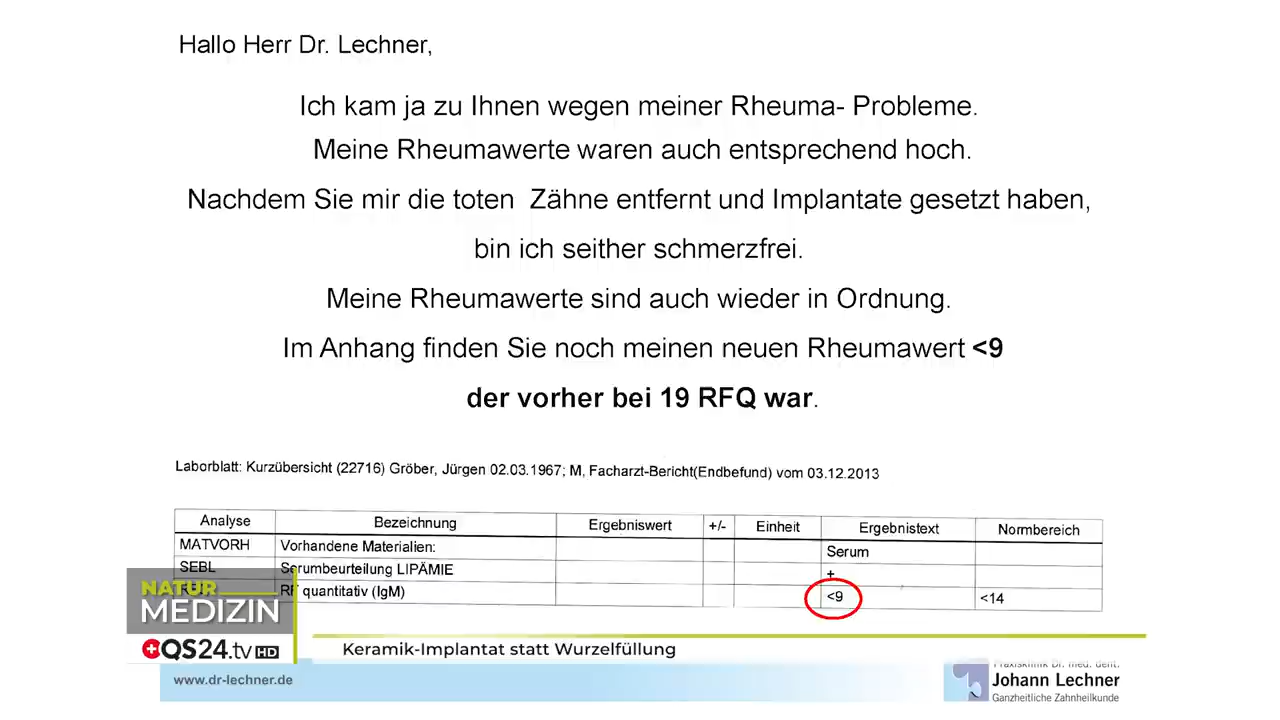 Hallo Herr Dr. Lechner,
Ich kam ja zu Ihnen wegen meiner Rheuma- Probleme.
Meine Rheumawerte waren auch entsprechend hoch.
Nachdem Sie mir die toten Zähne entfernt und Implantate gesetzt haben,
bin ich seither schmerzfrei.
Meine Rheumawerte sind auch wieder in Ordnung.
Im Anhang finden Sie noch meinen neuen Rheumawert <9
der vorher bei 19 RFQ war.
Laborblatt: Kurzübersicht (22716) Gröber, Jürgen 02.03.1967; M, Facharzt-Bericht(Endbefund) vom 03.12.2013
Analyse Bezeichnung Ergebniswert +/- Einheit Ergebnistext Normbereich
MATVORH Vorhandene Materialien: Serum
SEBL Serumbeurteilung LIPÄMIE +
RF quantitativ (IgM) <9 <14
NATUR
MEDIZIN
QS24.tv HD
Keramik-Implantat statt Wurzelfüllung
www.dr-lechner.de
Praxisklinik Dr. med. dent.
Johann Lechner
Ganzheitliche Zahnheilkunde